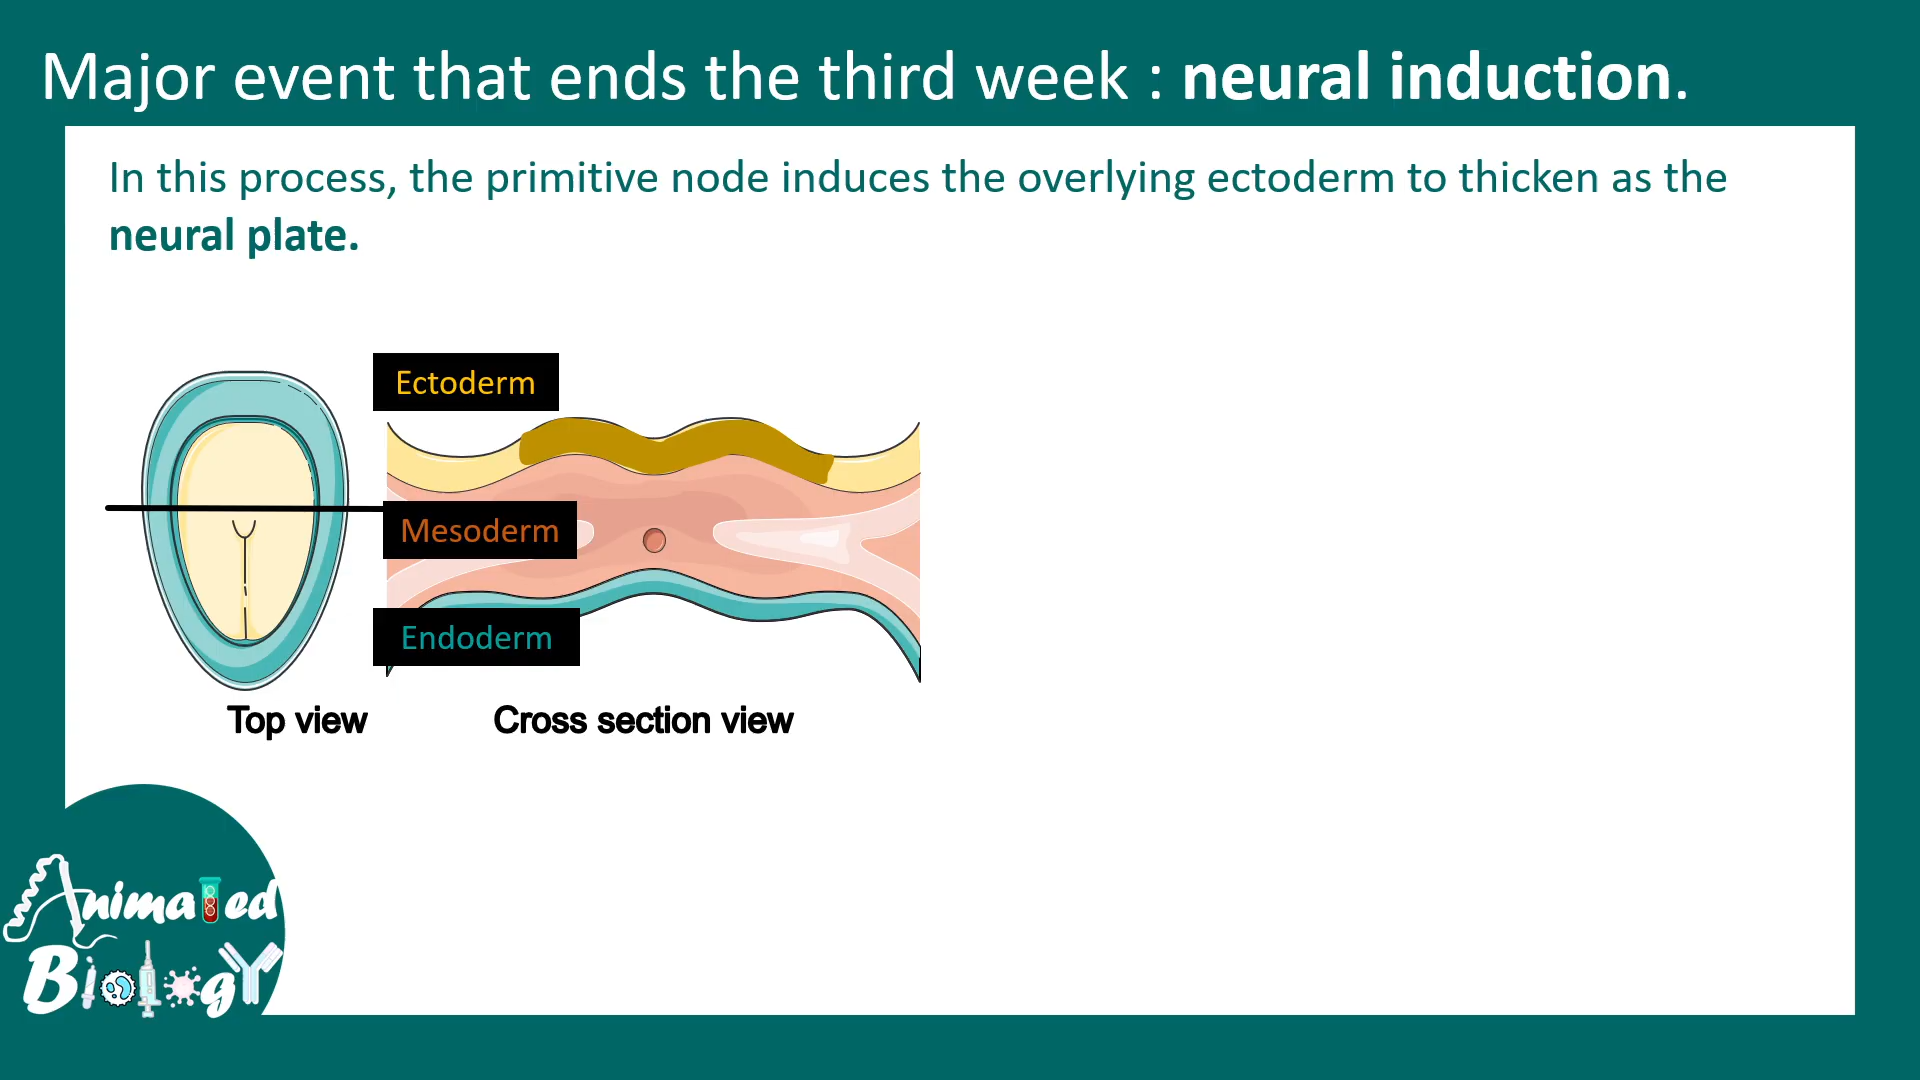 Major event that ends the third week : neural induction.
In this process, the primitive node induces the overlying ectoderm to thicken as the
neural plate.
Ectoderm
Mesoderm
Endoderm
Top view
Cross section view
Animated
Biology